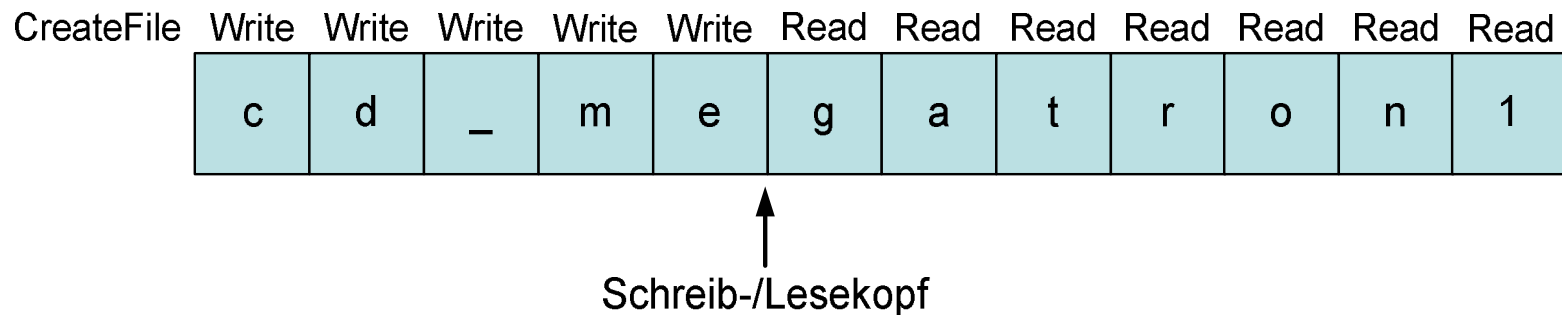 CreateFile Write Write Write Write Write Read Read Read Read Read Read Read
c d _ m e g a t r o n 1
Schreib-/Lesekopf